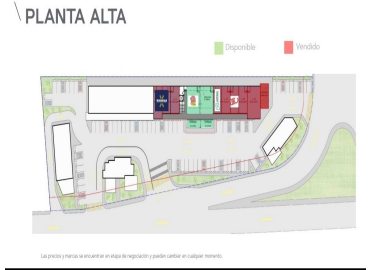 PLANTA ALTA
Disponible
Vendido
Los precios y marcas se encuentran en etapa de negociación y pueden cambiar en cualquier momento.